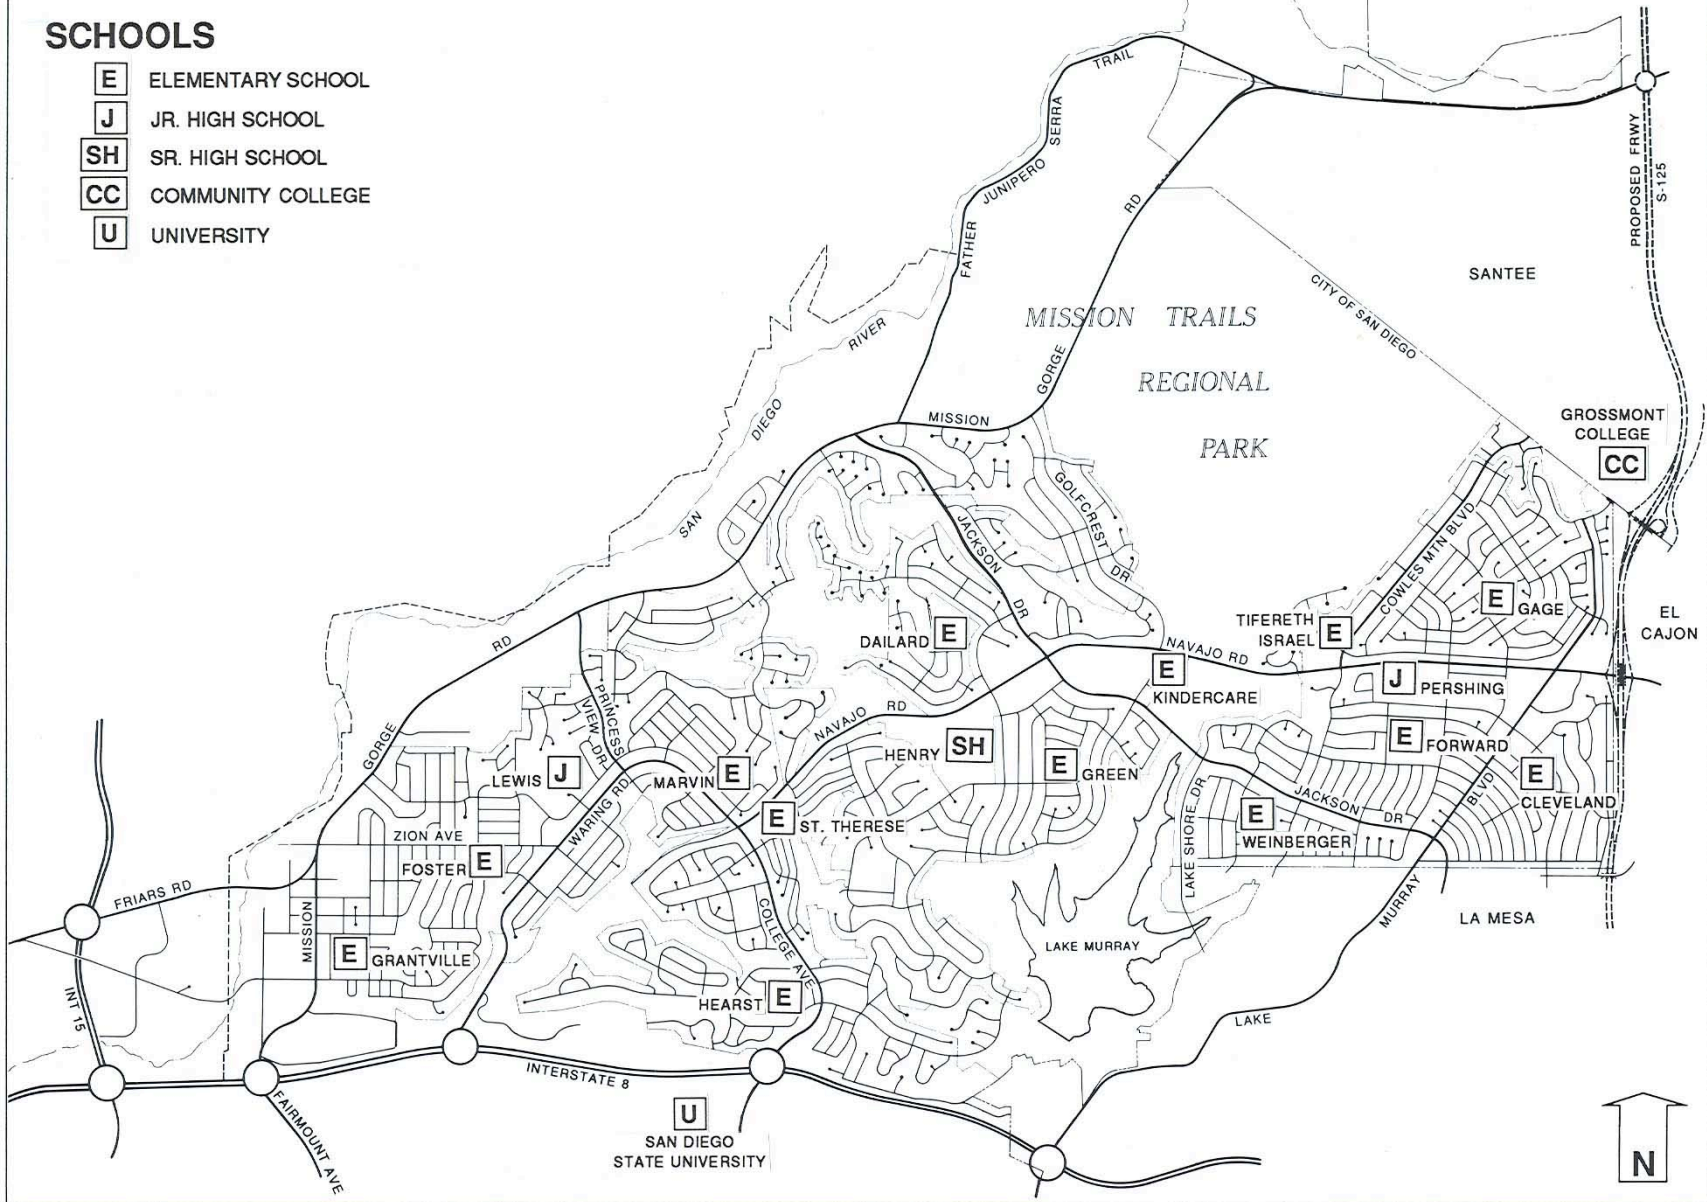 SCHOOLS
E ELEMENTARY SCHOOL
J JR. HIGH SCHOOL
SH SR. HIGH SCHOOL
CC COMMUNITY COLLEGE
U UNIVERSITY
TRAIL
SERRA
JUNIPERO
FATHER
RD
PROPOSED FRWY
S-125
SANTEE
CITY OF SAN DIEGO
MISSION TRAILS
REGIONAL
PARK
RIVER
DIEGO
SAN
GORGE
MISSION
GROSSMONT
COLLEGE
CC
GOLFCREST
DR
JACKSON
DR
COWLES MTN BLVD
E GAGE
EL
CAJON
TIFERETH
ISRAEL E
DAILARD E
NAVAJO RD
E
KINDERCARE
J PERSHING
RD
GORGE
PRINCESS
VIEW DR
NAVAJO RD
HENRY SH
E GREEN
E FORWARD
E
CLEVELAND
BLVD
LEWIS J
MARVIN E
WARING RD
E ST. THERESE
JACKSON DR
LAKE SHORE DR
E
WEINBERGER
ZION AVE
FOSTER E
FRIARS RD
MISSION
E GRANTVILLE
COLLEGE AVE
HEARST E
LAKE MURRAY
MURRAY
LA MESA
LAKE
INT 15
INTERSTATE 8
FAIRMOUNT AVE
U
SAN DIEGO
STATE UNIVERSITY
N